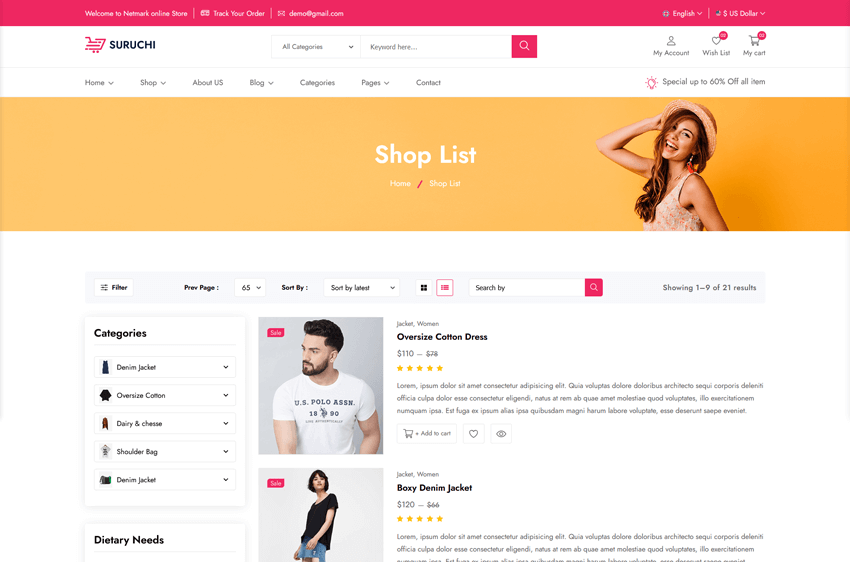 Welcome to Netmark online Store Track Your Order demo@gmail.com English $ US Dollar
SURUCHI All Categories Keyword here... 02 02
My Account Wish List My cart
Home Shop About US Blog Categories Pages Contact Special up to 60% Off all item
Shop List
Home / Shop List
Filter Prev Page : 65 Sort By : Sort by latest Search by Showing 1–9 of 21 results
Categories
Denim Jacket
Oversize Cotton
Dairy & chesse
Shoulder Bag
Denim Jacket
Dietary Needs
Sale
U.S. POLO ASSN.
18 90
Jacket, Women
Oversize Cotton Dress
$110 — $78
Lorem, ipsum dolor sit amet consectetur adipisicing elit. Quia voluptas dolore doloribus architecto sequi corporis deleniti
officia culpa dolor esse consectetur eligendi, natus at rem ab quae amet molestiae quod voluptates, illo exercitationem
numquam ipsa. Est fuga ex ipsum alias ipsa quibusdam magni harum labore voluptate, esse deserunt saepe eveniet.
+ Add to cart
Sale
Jacket, Women
Boxy Denim Jacket
$120 — $66
Lorem, ipsum dolor sit amet consectetur adipisicing elit. Quia voluptas dolore doloribus architecto sequi corporis deleniti
officia culpa dolor esse consectetur eligendi, natus at rem ab quae amet molestiae quod voluptates, illo exercitationem